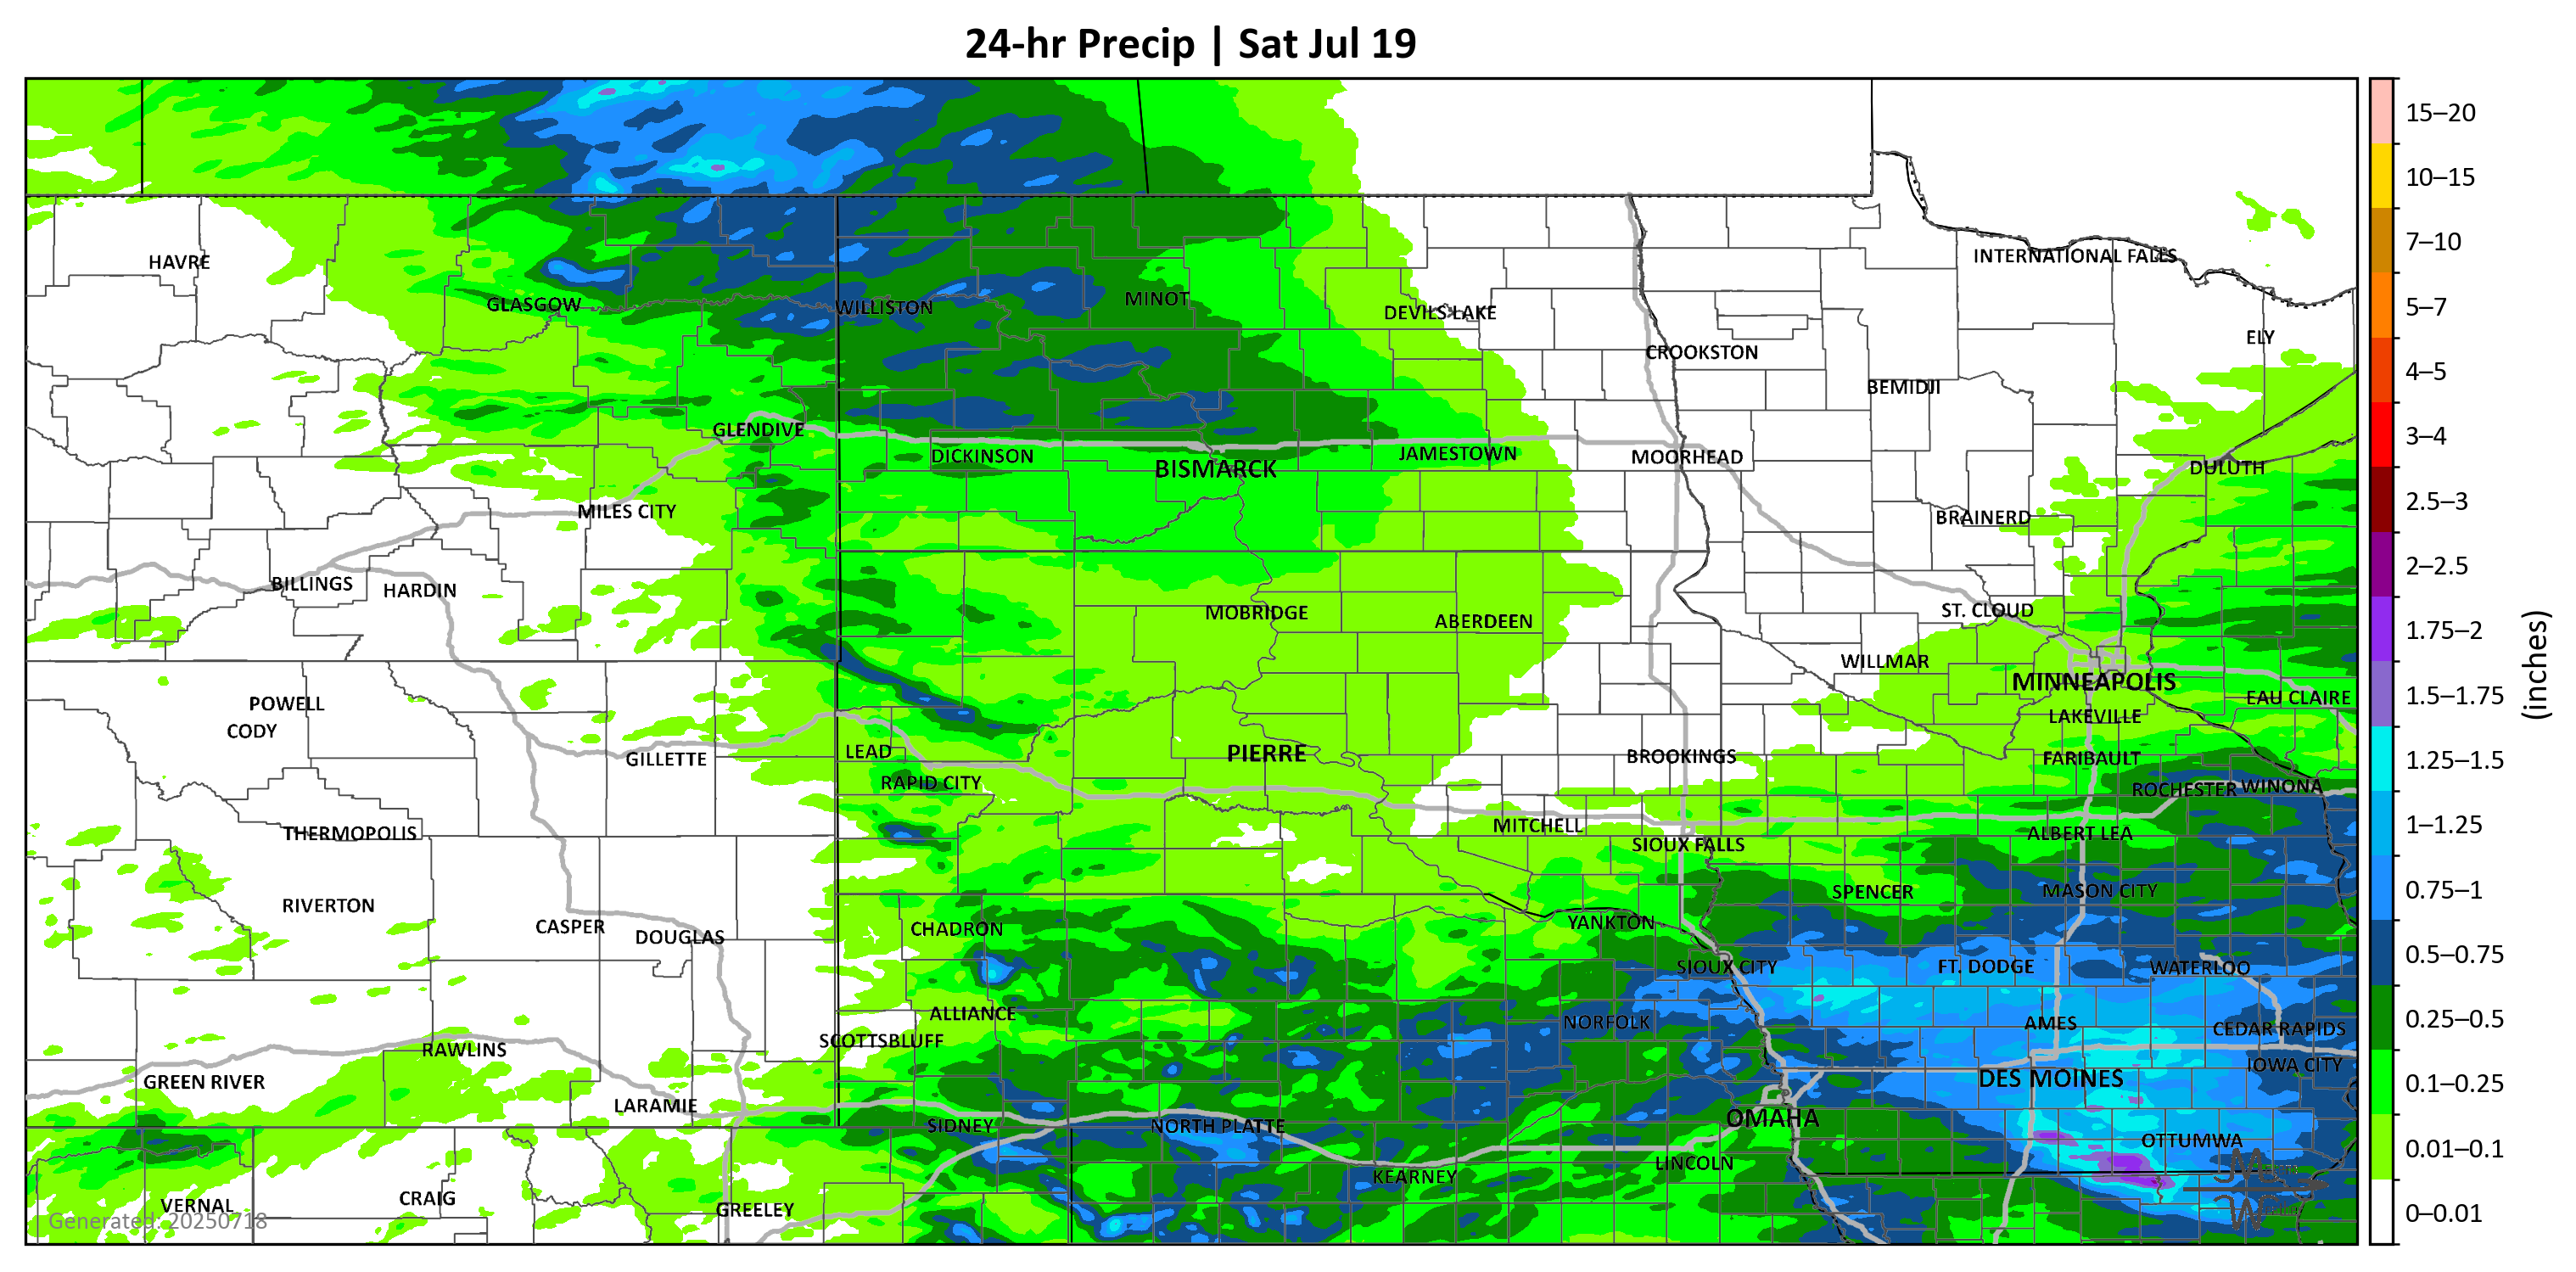 24-hr Precip | Sat Jul 19
15–20
10–15
7–10
5–7
4–5
3–4
2.5–3
2–2.5
1.75–2
1.5–1.75
1.25–1.5
1–1.25
0.75–1
0.5–0.75
0.25–0.5
0.1–0.25
0.01–0.1
0–0.01
(inches)
HAVRE
INTERNATIONAL FALLS
GLASGOW
WILLISTON
MINOT
DEVILS LAKE
ELY
CROOKSTON
BEMIDJI
GLENDIVE
DICKINSON
BISMARCK
JAMESTOWN
MOORHEAD
DULUTH
MILES CITY
BRAINERD
BILLINGS
HARDIN
MOBRIDGE
ABERDEEN
ST. CLOUD
WILLMAR
MINNEAPOLIS
EAU CLAIRE
POWELL
CODY
LAKEVILLE
GILLETTE
LEAD
PIERRE
BROOKINGS
FARIBAULT
RAPID CITY
ROCHESTER
WINONA
THERMOPOLIS
MITCHELL
SIOUX FALLS
ALBERT LEA
RIVERTON
SPENCER
MASON CITY
CASPER
DOUGLAS
CHADRON
YANKTON
SIOUX CITY
FT. DODGE
WATERLOO
ALLIANCE
SCOTTSBLUFF
NORFOLK
AMES
CEDAR RAPIDS
RAWLINS
IOWA CITY
GREEN RIVER
DES MOINES
LARAMIE
SIDNEY
NORTH PLATTE
OMAHA
OTTUMWA
LINCOLN
KEARNEY
VERNAL
CRAIG
GREELEY
Generated: 20250718